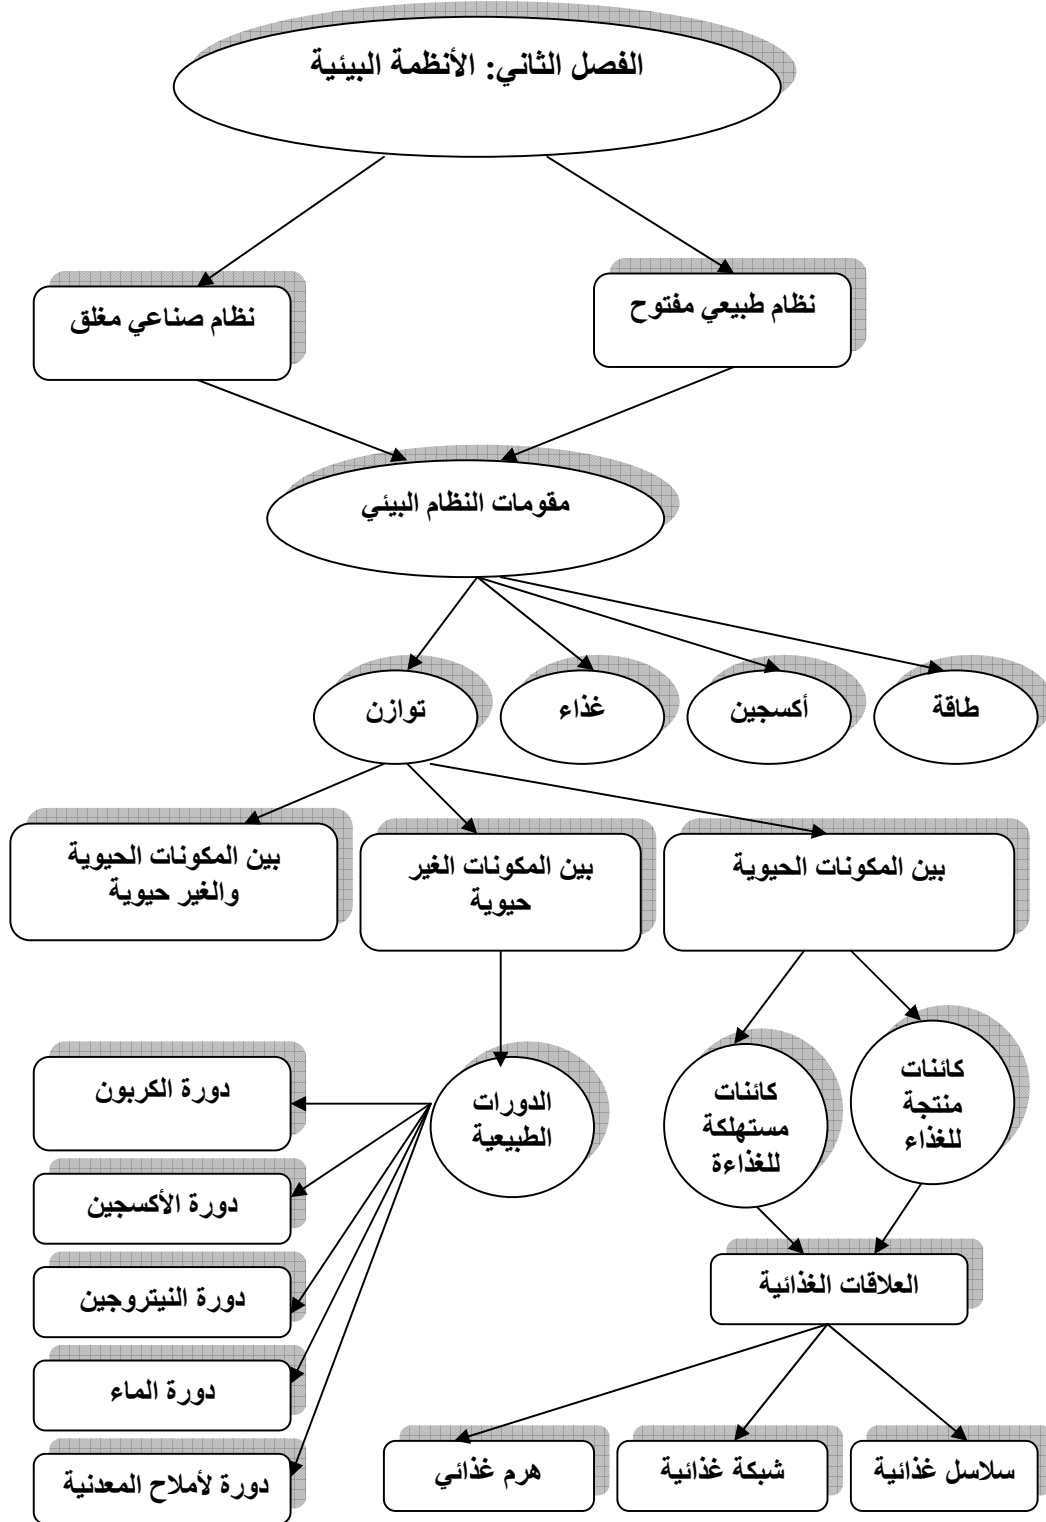 الفصل الثاني: الأنظمة البيئية
نظام طبيعي مفتوح
نظام صناعي مغلق
مقومات النظام البيئي
طاقة
أكسجين
غذاء
توازن
بين المكونات الحيوية
بين المكونات الغير
حيوية
بين المكونات الحيوية
والغير حيوية
كائنات
منتجة
للغذاء
كائنات
مستهلكة
للغذاءة
الدورات
الطبيعية
دورة الكربون
دورة الأكسجين
دورة النيتروجين
دورة الماء
دورة لأملاح المعدنية
العلاقات الغذائية
سلاسل غذائية
شبكة غذائية
هرم غذائي